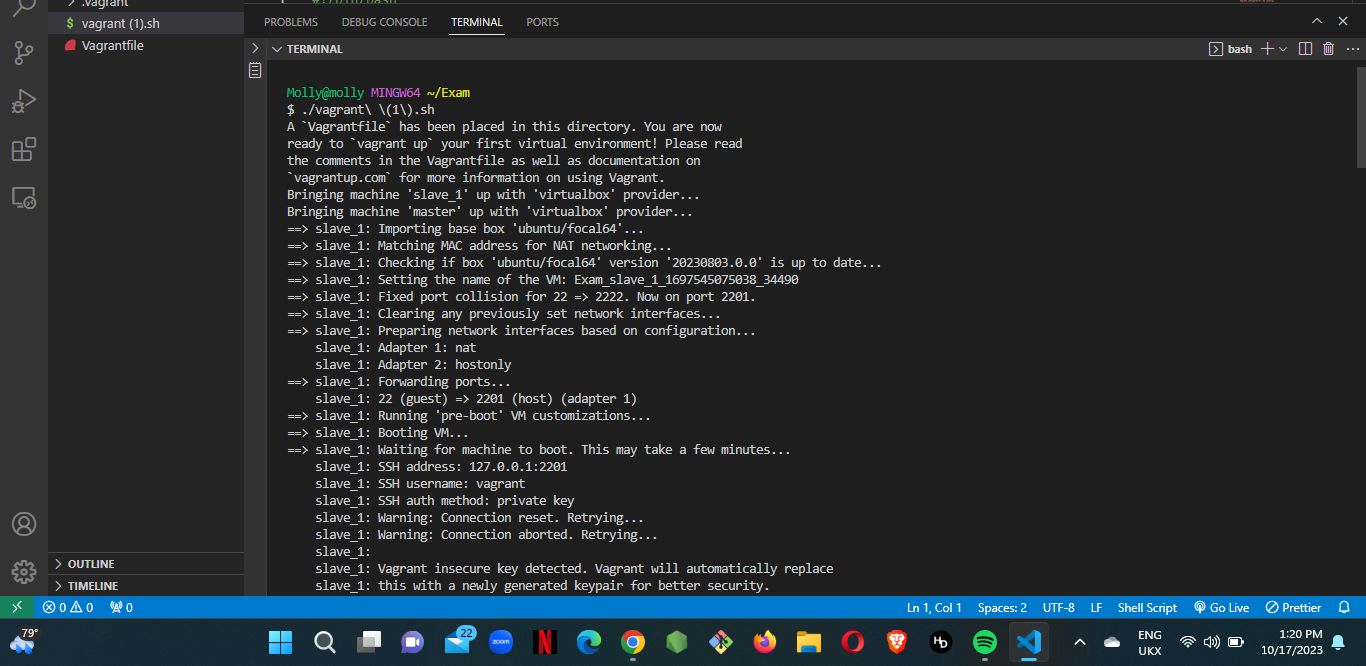 .vagrant
$ vagrant (1).sh
Vagrantfile
PROBLEMS DEBUG CONSOLE TERMINAL PORTS
TERMINAL
bash
Molly@molly MINGW64 ~/Exam
$ ./vagrant\ \(1\).sh
A `Vagrantfile` has been placed in this directory. You are now
ready to `vagrant up` your first virtual environment! Please read
the comments in the Vagrantfile as well as documentation on
`vagrantup.com` for more information on using Vagrant.
Bringing machine 'slave_1' up with 'virtualbox' provider...
Bringing machine 'master' up with 'virtualbox' provider...
==> slave_1: Importing base box 'ubuntu/focal64'...
==> slave_1: Matching MAC address for NAT networking...
==> slave_1: Checking if box 'ubuntu/focal64' version '20230803.0.0' is up to date...
==> slave_1: Setting the name of the VM: Exam_slave_1_1697545075038_34490
==> slave_1: Fixed port collision for 22 => 2222. Now on port 2201.
==> slave_1: Clearing any previously set network interfaces...
==> slave_1: Preparing network interfaces based on configuration...
slave_1: Adapter 1: nat
slave_1: Adapter 2: hostonly
==> slave_1: Forwarding ports...
slave_1: 22 (guest) => 2201 (host) (adapter 1)
==> slave_1: Running 'pre-boot' VM customizations...
==> slave_1: Booting VM...
==> slave_1: Waiting for machine to boot. This may take a few minutes...
slave_1: SSH address: 127.0.0.1:2201
slave_1: SSH username: vagrant
slave_1: SSH auth method: private key
slave_1: Warning: Connection reset. Retrying...
slave_1: Warning: Connection aborted. Retrying...
slave_1:
slave_1: Vagrant insecure key detected. Vagrant will automatically replace
slave_1: this with a newly generated keypair for better security.
OUTLINE
TIMELINE
0 0 0
Ln 1, Col 1 Spaces: 2 UTF-8 LF Shell Script Go Live Prettier
79°
22
zoom
N
HD
ENG
UKX
1:20 PM
10/17/2023